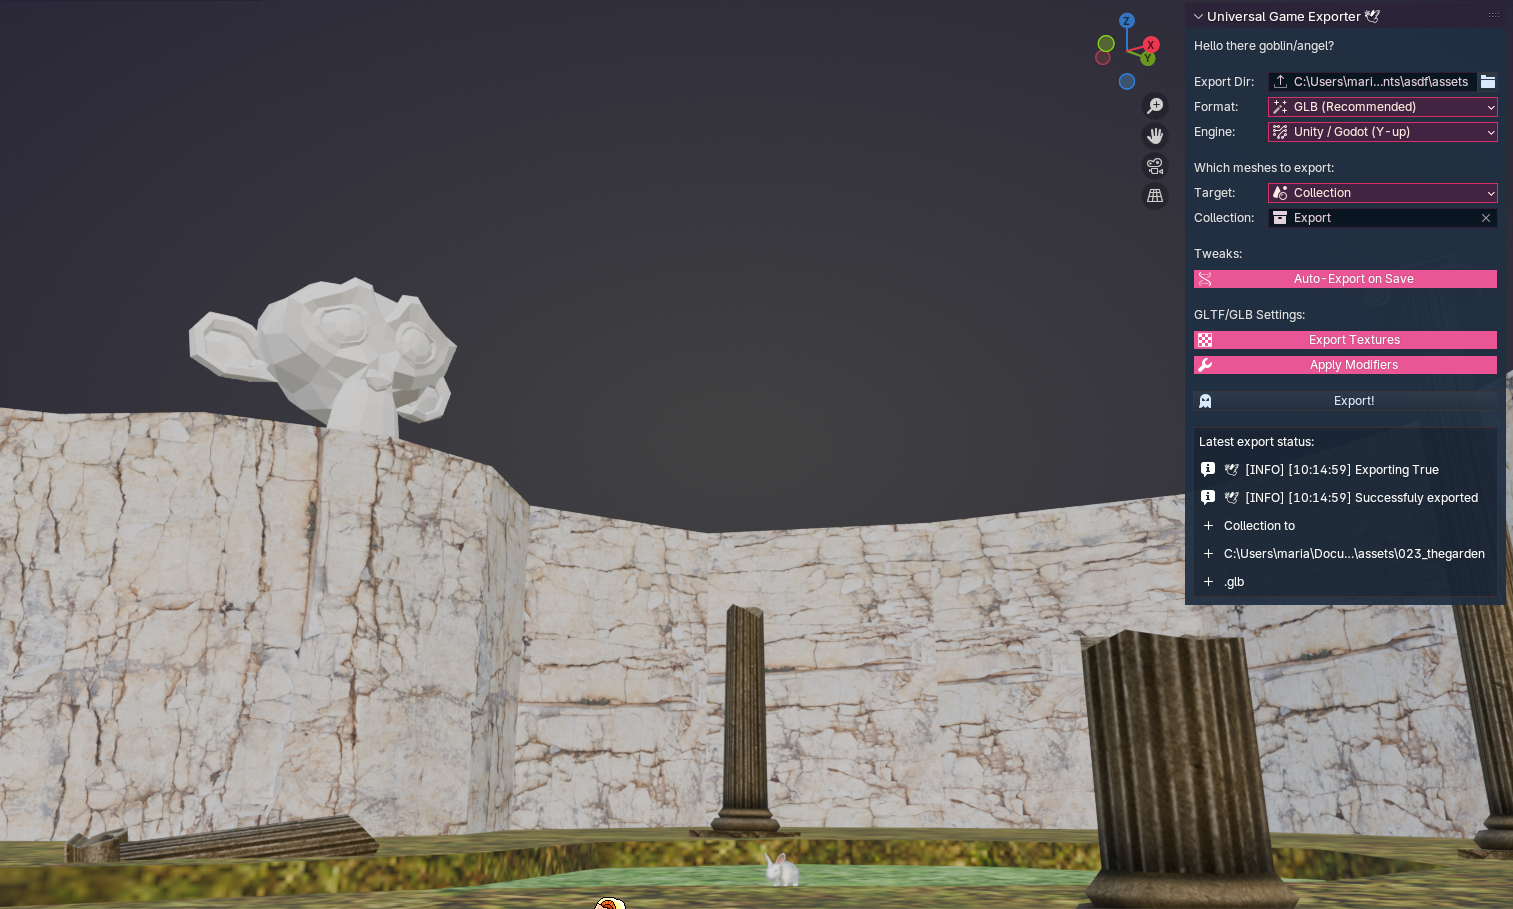 Universal Game Exporter 🕊
Hello there goblin/angel?
Export Dir: C:\Users\mari...nts\asdf\assets
Format: GLB (Recommended)
Engine: Unity / Godot (Y-up)
Which meshes to export:
Target: Collection
Collection: Export
Tweaks:
Auto-Export on Save
GLTF/GLB Settings:
Export Textures
Apply Modifiers
Export!
Latest export status:
🕊 [INFO] [10:14:59] Exporting True
🕊 [INFO] [10:14:59] Successfuly exported
Collection to
C:\Users\maria\Docu...\assets\023_thegarden
.glb
Z
X
Y